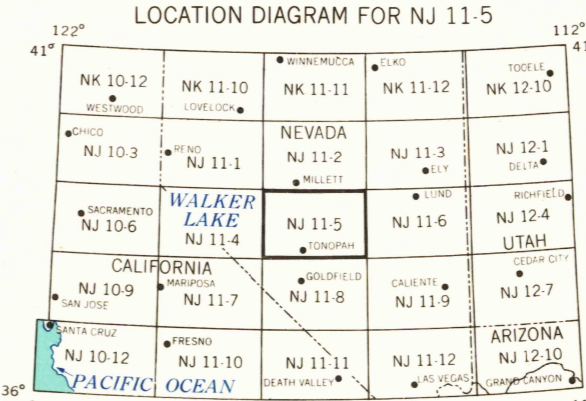 LOCATION DIAGRAM FOR NJ 11-5
122°
112°
41°
41
WINNEMUCCA
ELKO
TOOELE
NK 10-12
NK 11-10
NK 11-11
NK 11-12
NK 12-10
WESTWOOD
LOVELOCK
CHICO
NEVADA
NJ 10-3
RENO
NJ 11-1
NJ 11-2
NJ 11-3
NJ 12-1
ELY
DELTA
MILLETT
WALKER
LAKE
LUND
RICHFIELD
SACRAMENTO
NJ 10-6
NJ 11-4
NJ 11-5
NJ 11-6
NJ 12-4
TONOPAH
UTAH
CALIFORNIA
CEDAR CITY
NJ 10-9
MARIPOSA
NJ 11-7
GOLDFIELD
NJ 11-8
CALIENTE
NJ 11-9
NJ 12-7
SAN JOSE
SANTA CRUZ
FRESNO
ARIZONA
NJ 10-12
NJ 11-10
NJ 11-11
NJ 11-12
NJ 12-10
PACIFIC OCEAN
DEATH VALLEY
LAS VEGAS
GRAND CANYON
36°